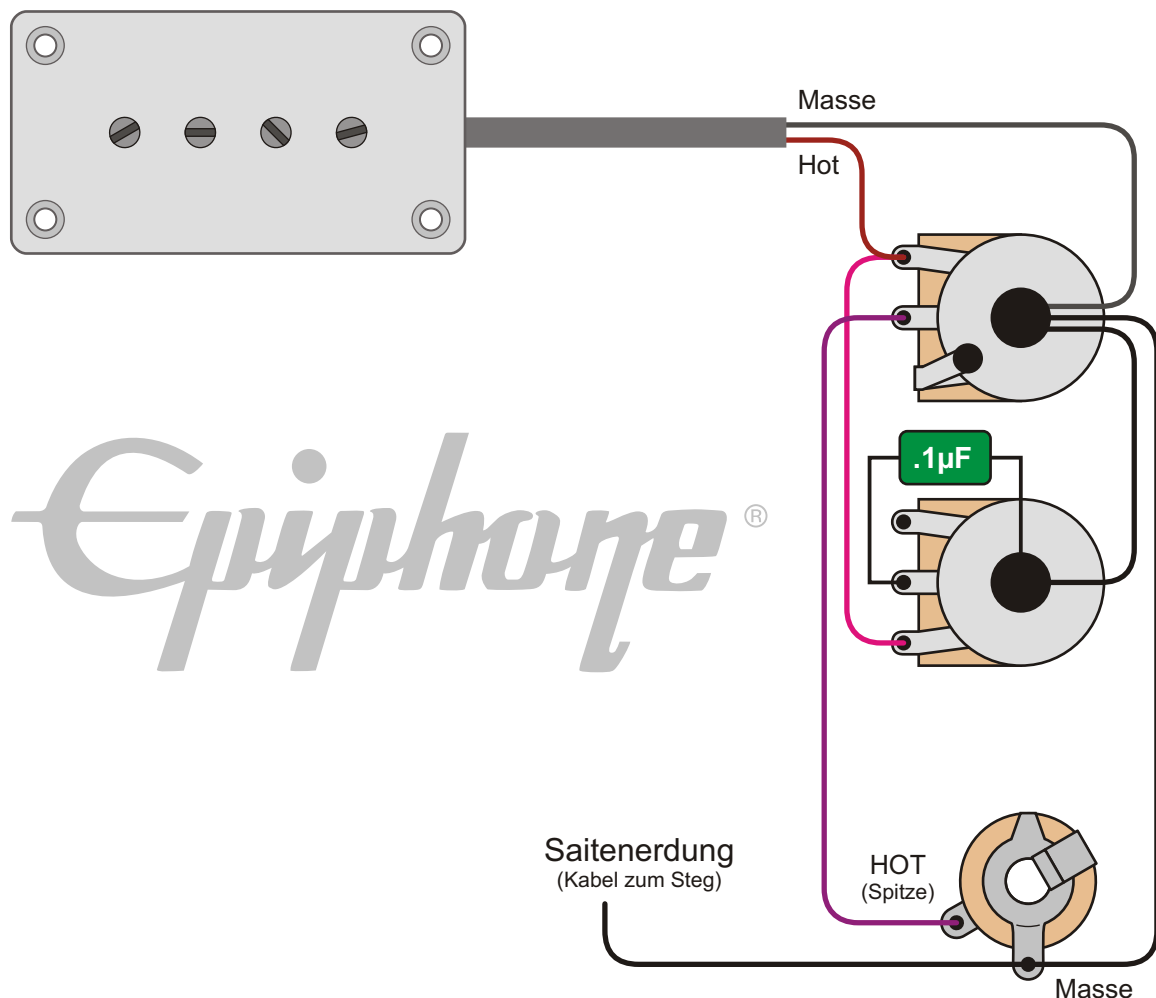 Masse
Hot
.1µF
Epiphone ®
Saitenerdung
(Kabel zum Steg)
HOT
(Spitze)
Masse